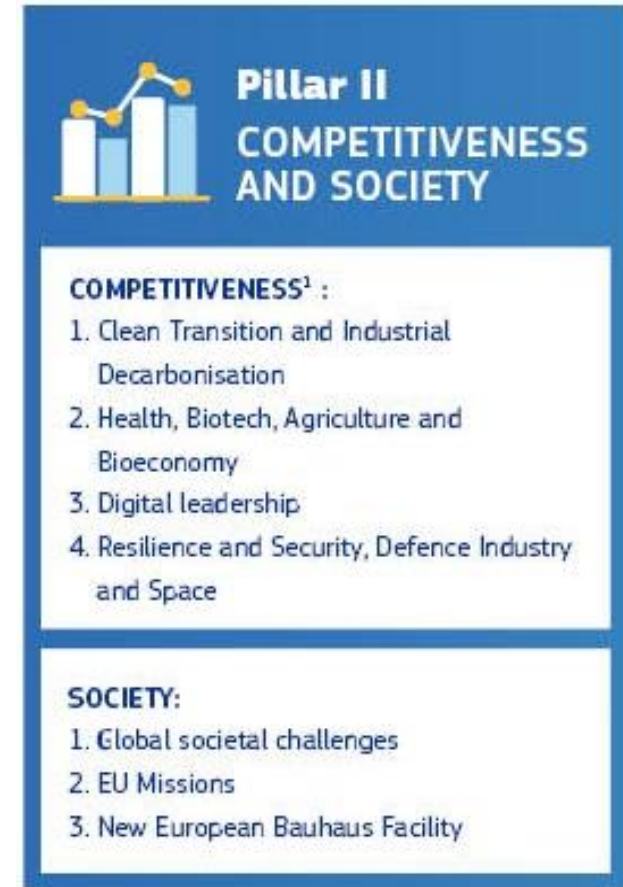 Pillar II
COMPETITIVENESS
AND SOCIETY
COMPETITIVENESS¹ :
1. Clean Transition and Industrial
Decarbonisation
2. Health, Biotech, Agriculture and
Bioeconomy
3. Digital leadership
4. Resilience and Security, Defence Industry
and Space
SOCIETY:
1. Global societal challenges
2. EU Missions
3. New European Bauhaus Facility